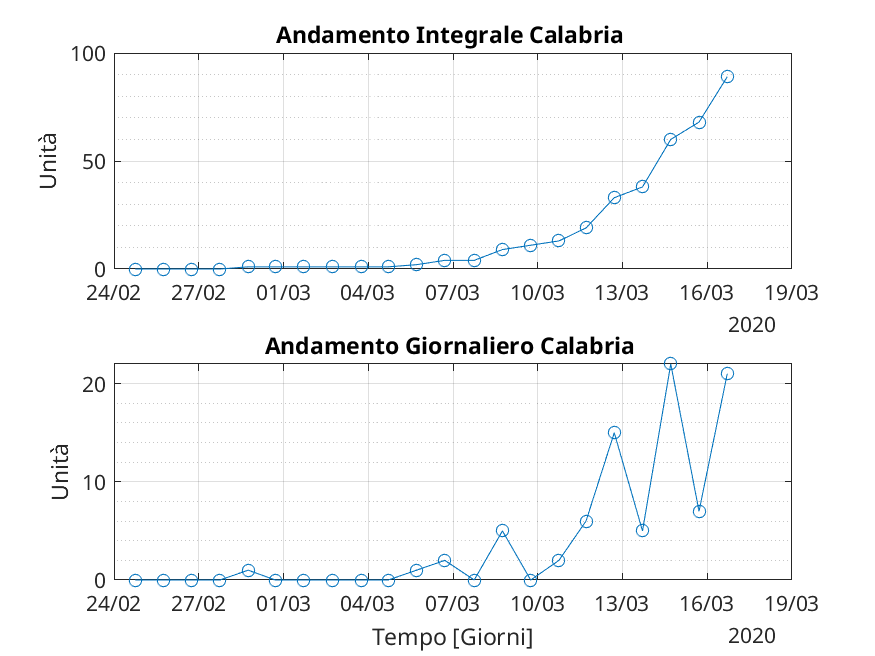 Andamento Integrale Calabria
100
50
0
Unità
24/02 27/02 01/03 04/03 07/03 10/03 13/03 16/03 19/03
2020
Andamento Giornaliero Calabria
20
10
0
Unità
24/02 27/02 01/03 04/03 07/03 10/03 13/03 16/03 19/03
Tempo [Giorni]
2020